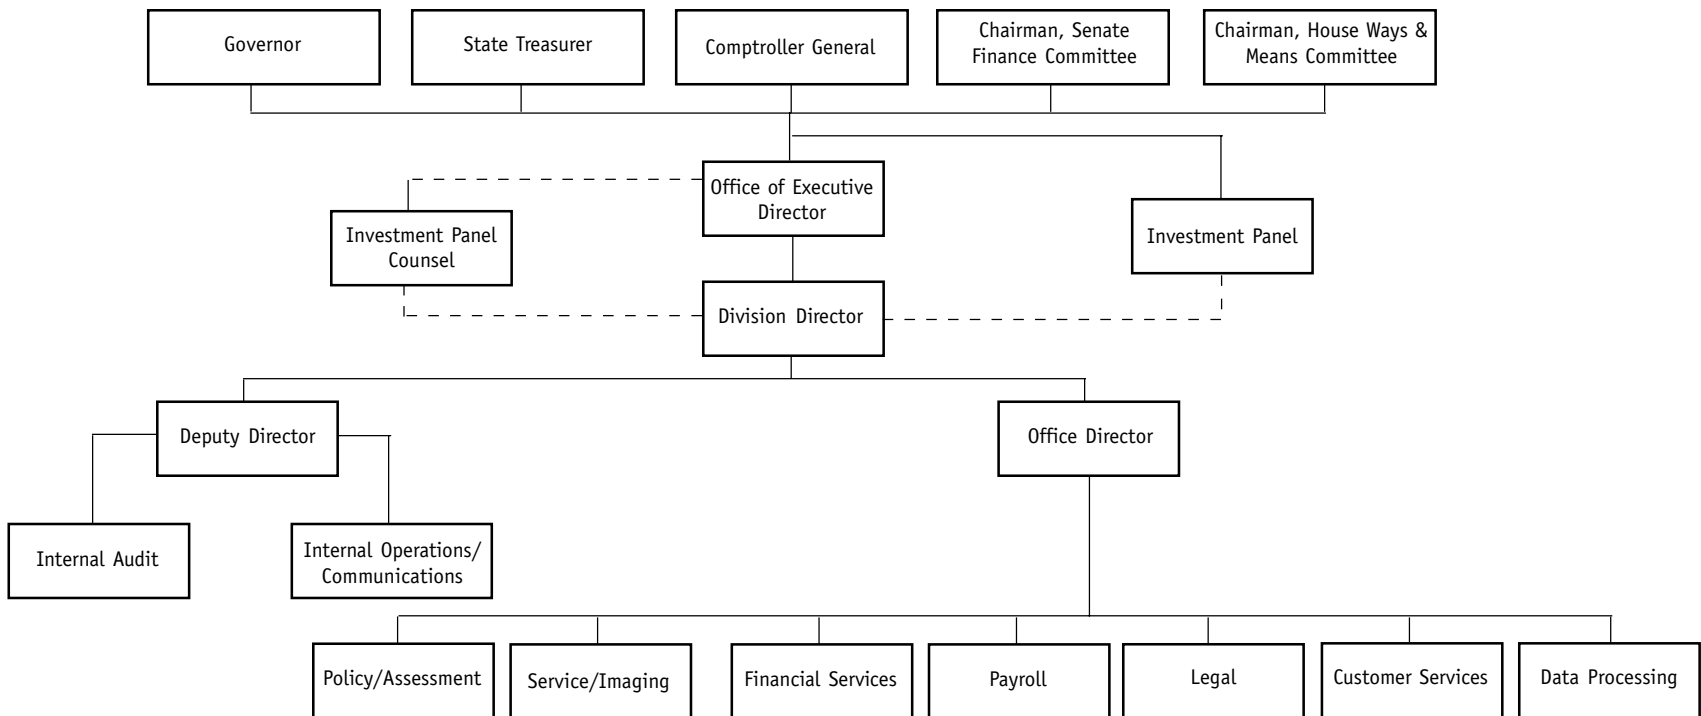 Governor
State Treasurer
Comptroller General
Chairman, Senate
Finance Committee
Chairman, House Ways &
Means Committee
Office of Executive
Director
Investment Panel
Counsel
Investment Panel
Division Director
Deputy Director
Office Director
Internal Audit
Internal Operations/
Communications
Policy/Assessment
Service/Imaging
Financial Services
Payroll
Legal
Customer Services
Data Processing